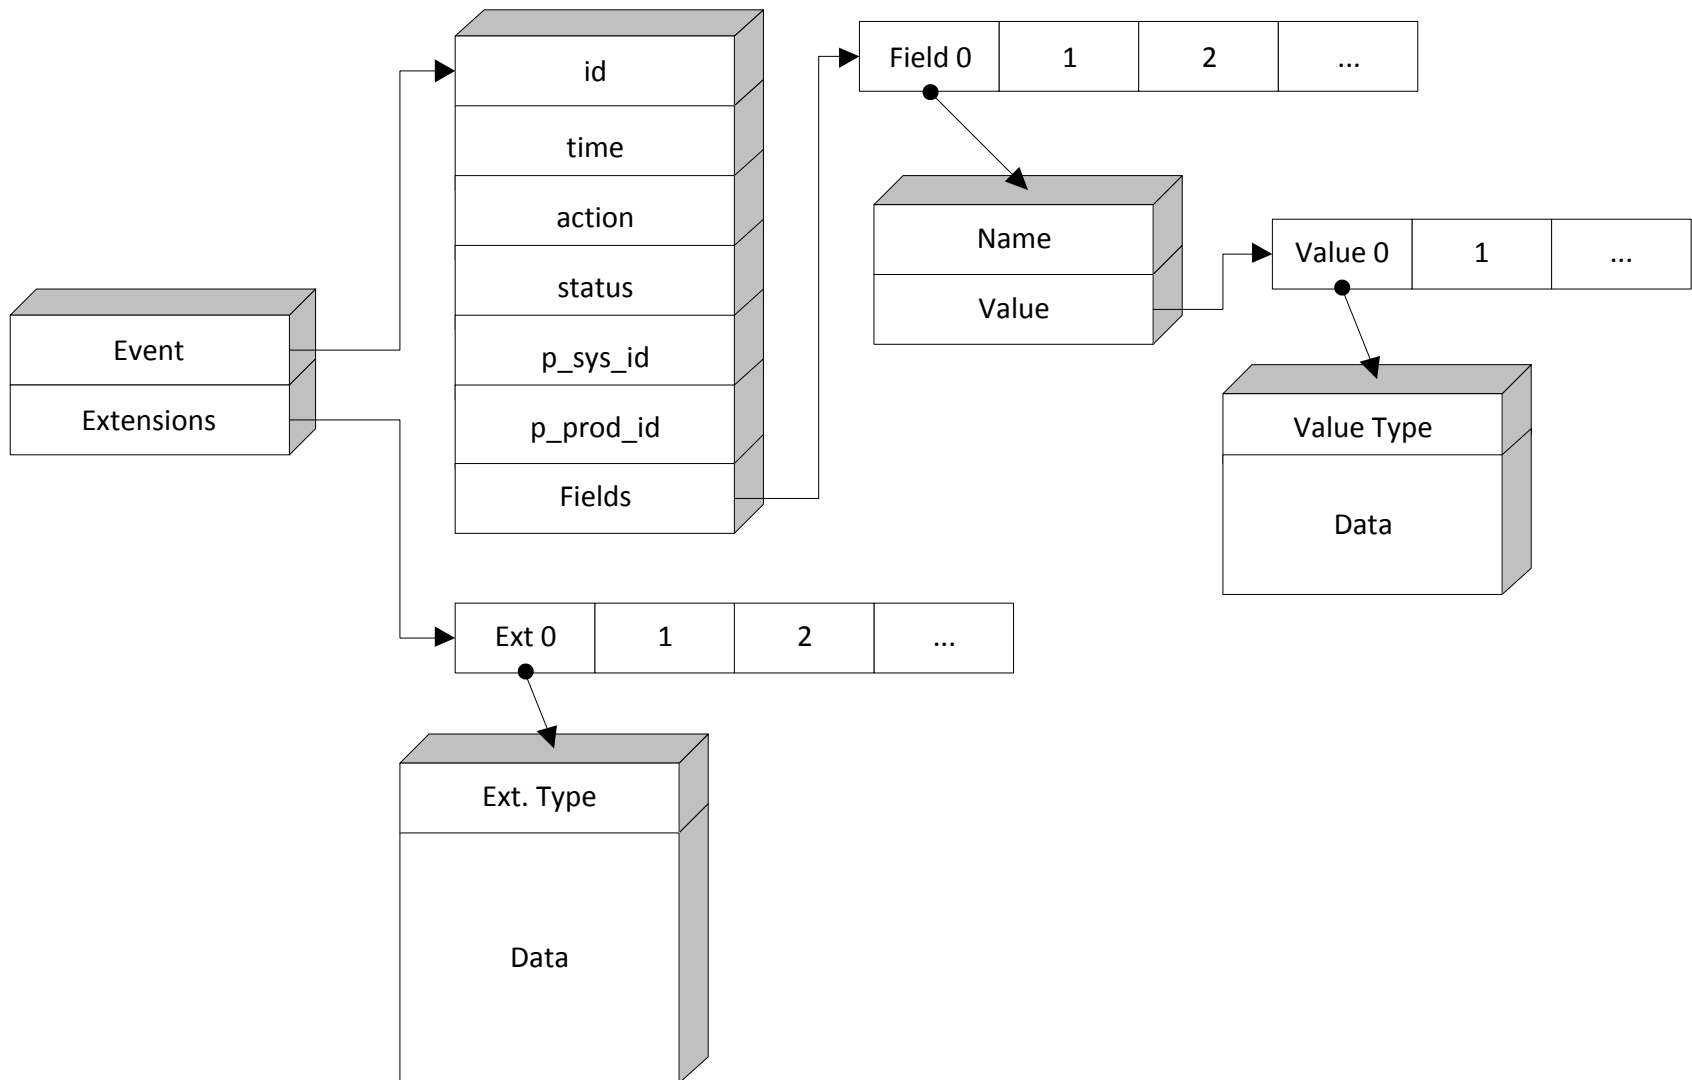 Event
Extensions
id
time
action
status
p_sys_id
p_prod_id
Fields
Field 0 1 2 ...
Name
Value
Value 0 1 ...
Value Type
Data
Ext 0 1 2 ...
Ext. Type
Data